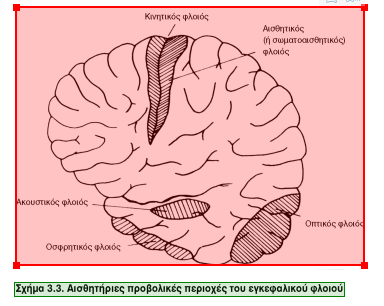 Κινητικός φλοιός
Αισθητικός
(ή σωματοαισθητικός)
φλοιός
Ακουστικός φλοιός
Οπτικός φλοιός
Οσφρητικός φλοιός
Σχήμα 3.3. Αισθητήριες προβολικές περιοχές του εγκεφαλικού φλοιού